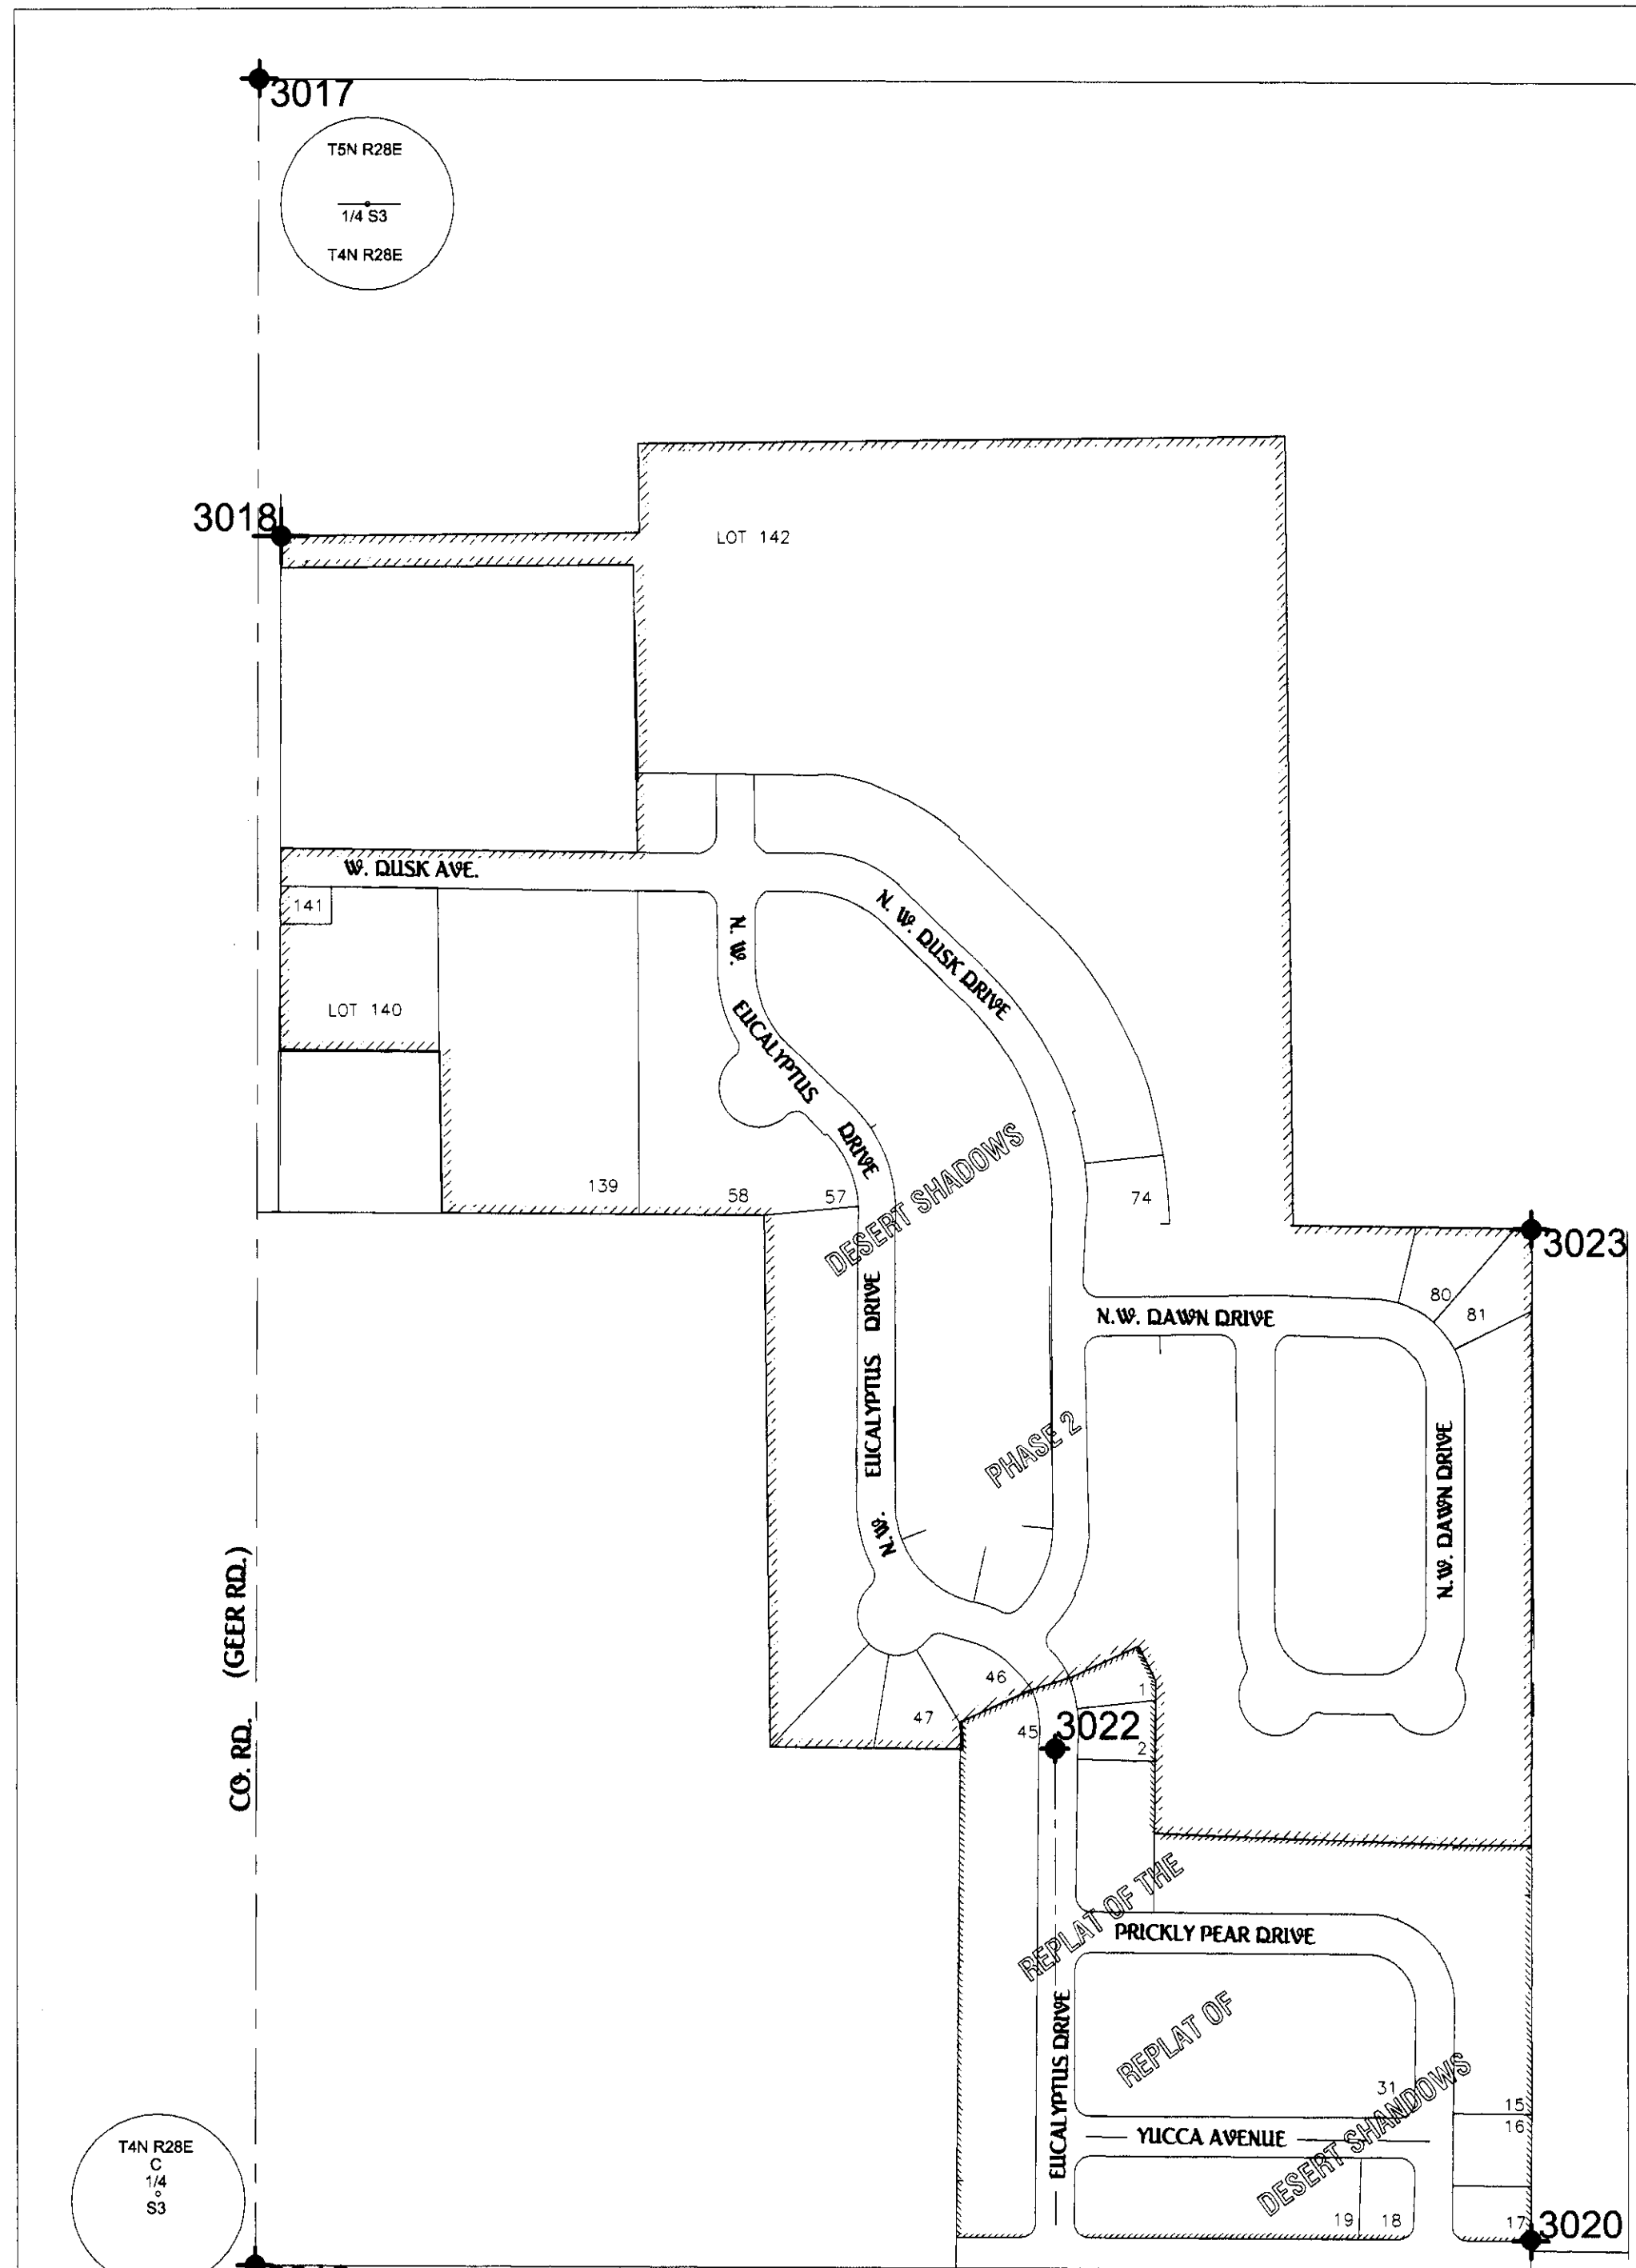 3017
T5N R28E
1/4 S3
T4N R28E
3018
LOT 142
W. DUSK AVE.
141
N. W. DUSK DRIVE
N. W. EUCALYPTUS DRIVE
LOT 140
DESERT SHADOWS
139
58
57
74
3023
80
81
N.W. DAWN DRIVE
N.W. EUCALYPTUS DRIVE
PHASE 2
N.W. DAWN DRIVE
CO. RD. (GEER RD.)
46
47
45
1
3022
2
REPLAT OF THE
PRICKLY PEAR DRIVE
REPLAT OF
EUCALYPTUS DRIVE
31
DESERT SHANDOWS
15
16
YUCCA AVENUE
T4N R28E
C
1/4
S3
19
18
17
3020